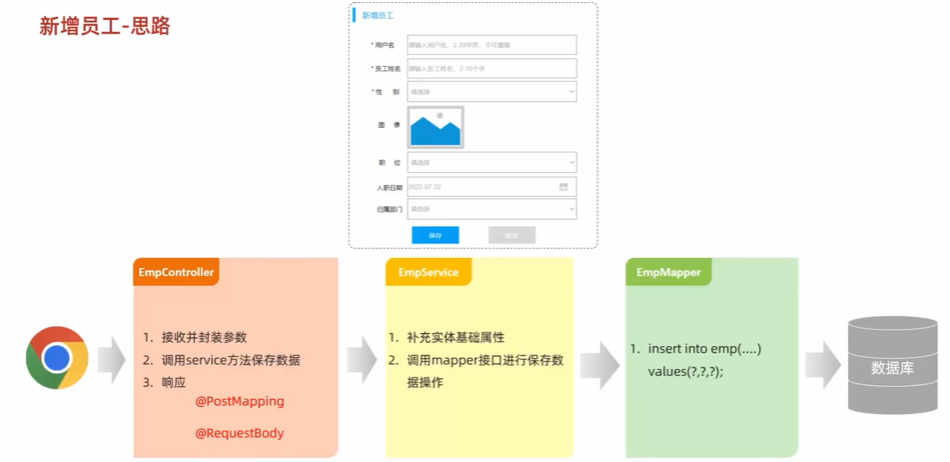 新增员工-思路
新增员工
*用户名 请输入用户名，2-20字符，不可重复
*员工姓名 请输入员工姓名，2-10个字
*性 别 请选择
图 像
职 位 请选择
入职日期 2022.07.22
归属部门 请选择
保存
EmpController
1. 接收并封装参数
2. 调用service方法保存数据
3. 响应
@PostMapping
@RequestBody
EmpService
1. 补充实体基础属性
2. 调用mapper接口进行保存数
据操作
EmpMapper
1. insert into emp(....)
values(?,?,?);
数据库